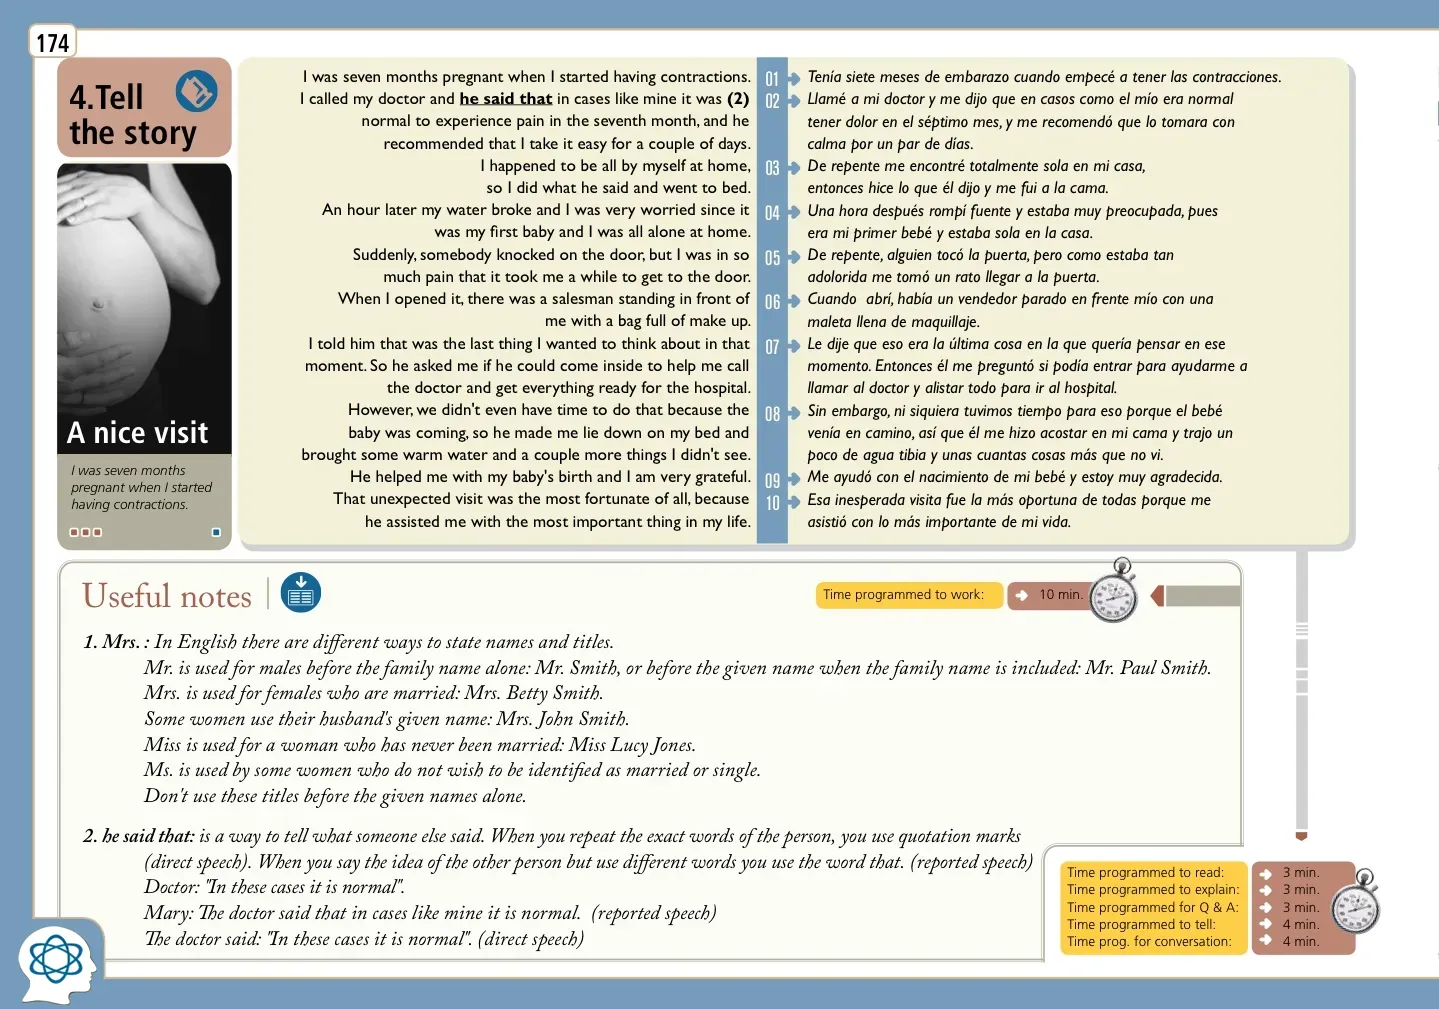 174
4.Tell
the story
A nice visit
I was seven months
pregnant when I started
having contractions.
I was seven months pregnant when I started having contractions.
I called my doctor and he said that in cases like mine it was (2)
normal to experience pain in the seventh month, and he
recommended that I take it easy for a couple of days.
I happened to be all by myself at home,
so I did what he said and went to bed.
An hour later my water broke and I was very worried since it
was my first baby and I was all alone at home.
Suddenly, somebody knocked on the door, but I was in so
much pain that it took me a while to get to the door.
When I opened it, there was a salesman standing in front of
me with a bag full of make up.
I told him that was the last thing I wanted to think about in that
moment. So he asked me if he could come inside to help me call
the doctor and get everything ready for the hospital.
However, we didn't even have time to do that because the
baby was coming, so he made me lie down on my bed and
brought some warm water and a couple more things I didn't see.
He helped me with my baby's birth and I am very grateful.
That unexpected visit was the most fortunate of all, because
he assisted me with the most important thing in my life.
01
02
03
04
05
06
07
08
09
10
Tenía siete meses de embarazo cuando empecé a tener las contracciones.
Llamé a mi doctor y me dijo que en casos como el mío era normal
tener dolor en el séptimo mes, y me recomendó que lo tomara con
calma por un par de días.
De repente me encontré totalmente sola en mi casa,
entonces hice lo que él dijo y me fui a la cama.
Una hora después rompí fuente y estaba muy preocupada, pues
era mi primer bebé y estaba sola en la casa.
De repente, alguien tocó la puerta, pero como estaba tan
adolorida me tomó un rato llegar a la puerta.
Cuando abrí, había un vendedor parado en frente mío con una
maleta llena de maquillaje.
Le dije que eso era la última cosa en la que quería pensar en ese
momento. Entonces él me preguntó si podía entrar para ayudarme a
llamar al doctor y alistar todo para ir al hospital.
Sin embargo, ni siquiera tuvimos tiempo para eso porque el bebé
venía en camino, así que él me hizo acostar en mi cama y trajo un
poco de agua tibia y unas cuantas cosas más que no vi.
Me ayudó con el nacimiento de mi bebé y estoy muy agradecida.
Esa inesperada visita fue la más oportuna de todas porque me
asistió con lo más importante de mi vida.
Useful notes
Time programmed to work: 10 min.
1. Mrs. : In English there are different ways to state names and titles.
Mr. is used for males before the family name alone: Mr. Smith, or before the given name when the family name is included: Mr. Paul Smith.
Mrs. is used for females who are married: Mrs. Betty Smith.
Some women use their husband's given name: Mrs. John Smith.
Miss is used for a woman who has never been married: Miss Lucy Jones.
Ms. is used by some women who do not wish to be identified as married or single.
Don't use these titles before the given names alone.
2. he said that: is a way to tell what someone else said. When you repeat the exact words of the person, you use quotation marks
(direct speech). When you say the idea of the other person but use different words you use the word that. (reported speech)
Doctor: "In these cases it is normal".
Mary: The doctor said that in cases like mine it is normal. (reported speech)
The doctor said: "In these cases it is normal". (direct speech)
Time programmed to read: 3 min.
Time programmed to explain: 3 min.
Time programmed for Q & A: 3 min.
Time programmed to tell: 4 min.
Time prog. for conversation: 4 min.